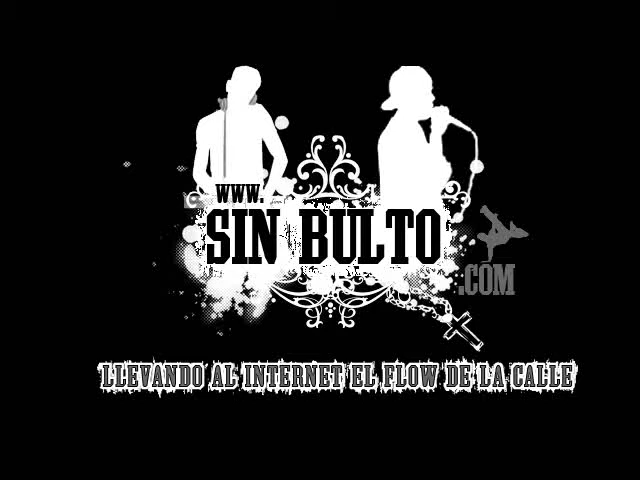 WWW.
SIN BULTO
.COM
LLEVANDO AL INTERNET EL FLOW DE LA CALLE